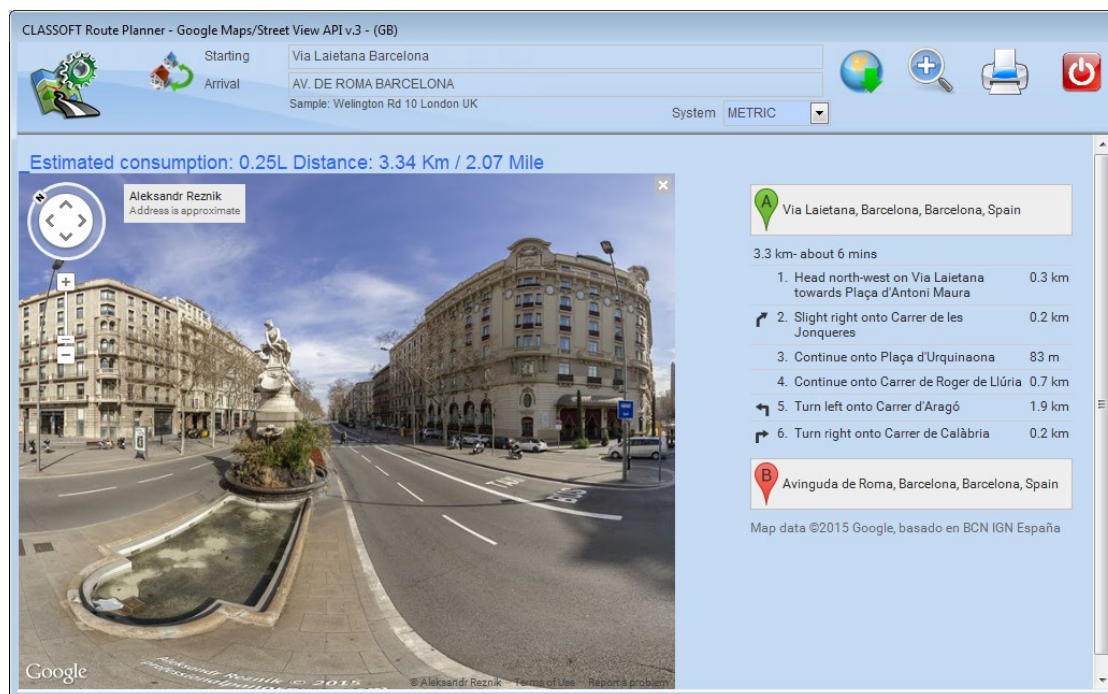 CLASSOFT Route Planner - Google Maps/Street View API v.3 - (GB)
Starting
Via Laietana Barcelona
Arrival
AV. DE ROMA BARCELONA
Sample: Welington Rd 10 London UK
System
METRIC
_Estimated consumption: 0.25L Distance: 3.34 Km / 2.07 Mile
N
Aleksandr Reznik
Address is approximate
TAXI
BUS
Google
Aleksandr Reznik © 2015
© Aleksandr Reznik
Terms of Use
Report a problem
A
Via Laietana, Barcelona, Barcelona, Spain
3.3 km- about 6 mins
1. Head north-west on Via Laietana 0.3 km
towards Plaça d'Antoni Maura
2. Slight right onto Carrer de les 0.2 km
Jonqueres
3. Continue onto Plaça d'Urquinaona 83 m
4. Continue onto Carrer de Roger de Llúria 0.7 km
5. Turn left onto Carrer d'Aragó 1.9 km
6. Turn right onto Carrer de Calàbria 0.2 km
B
Avinguda de Roma, Barcelona, Barcelona, Spain
Map data ©2015 Google, basado en BCN IGN España